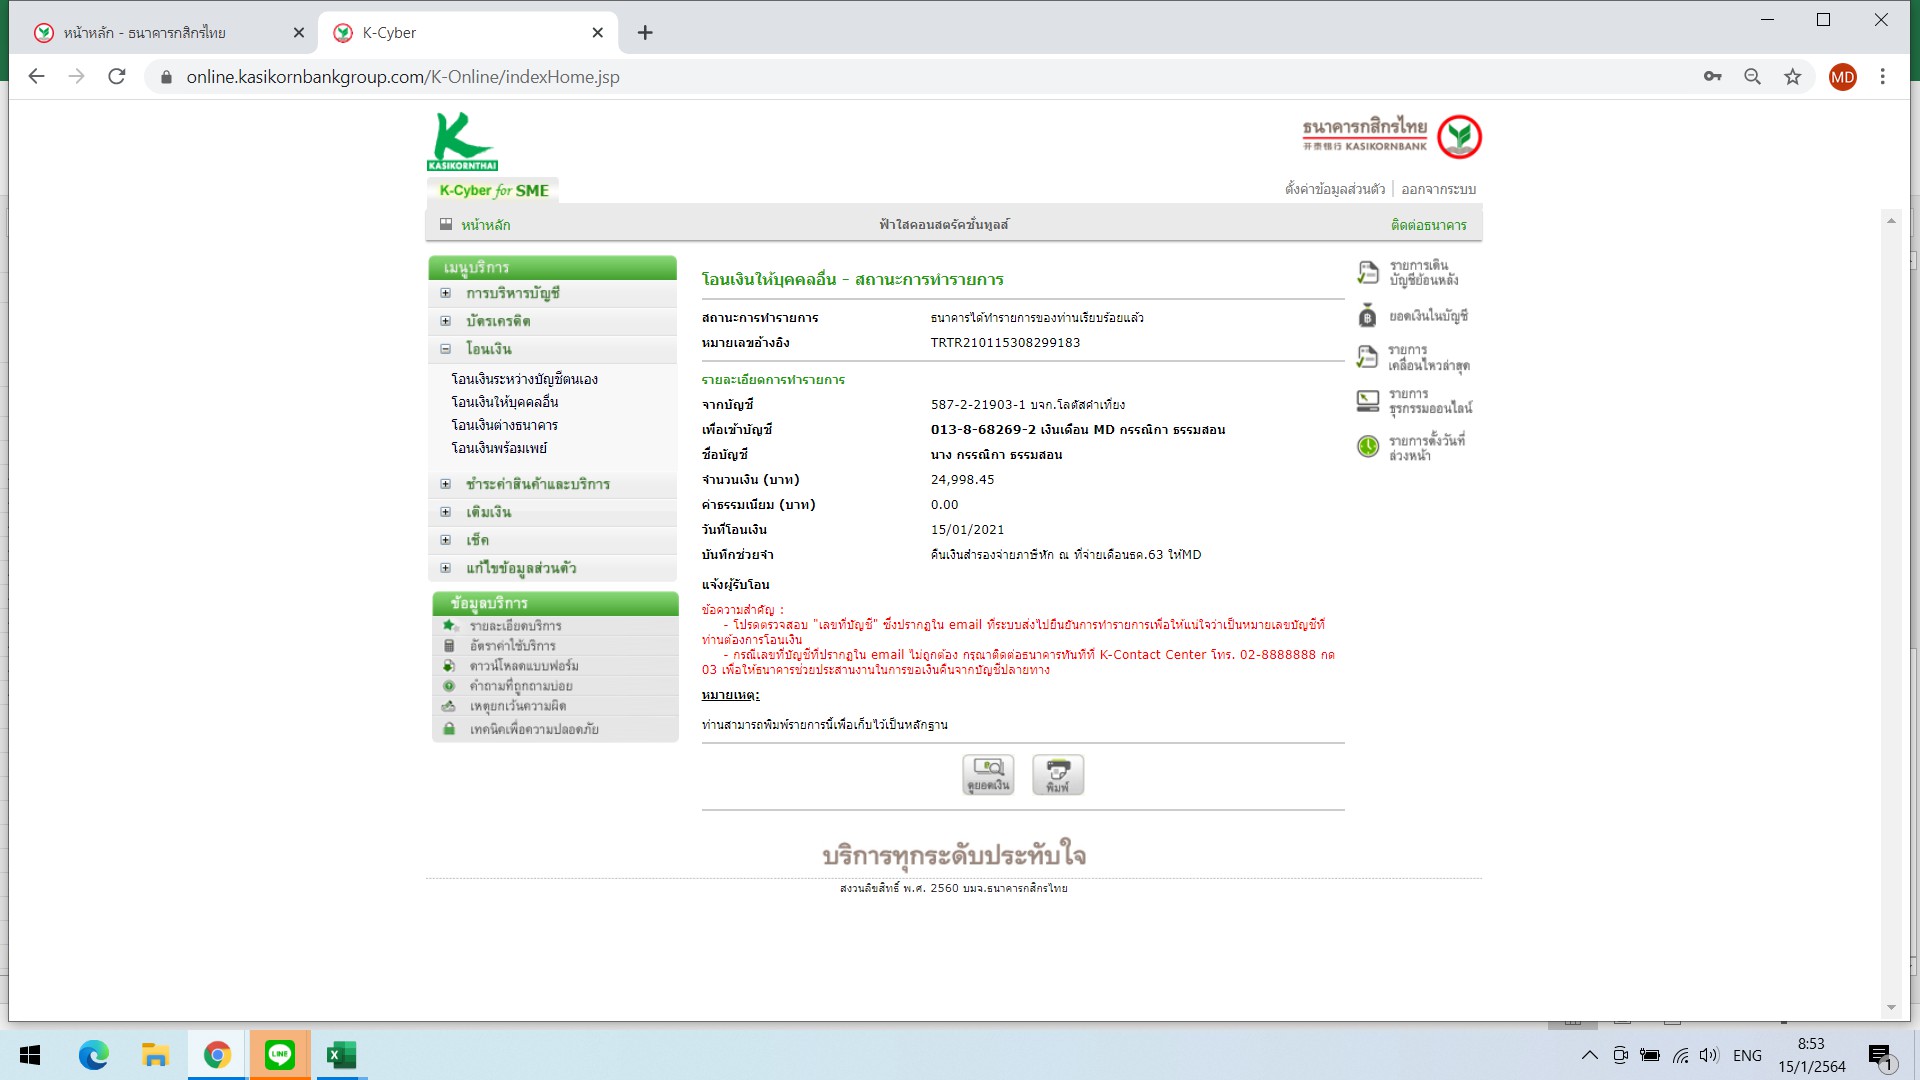 หน้าหลัก - ธนาคารกสิกรไทย
K-Cyber
online.kasikornbankgroup.com/K-Online/indexHome.jsp
MD
KASIKORNTHAI
ธนาคารกสิกรไทย
开泰银行 KASIKORNBANK
K-Cyber for SME
ตั้งค่าข้อมูลส่วนตัว | ออกจากระบบ
หน้าหลัก
ฟ้าใสคอนสตรัคชั่นทูลส์
ติดต่อธนาคาร
เมนูบริการ
การบริหารบัญชี
บัตรเครดิต
โอนเงิน
โอนเงินระหว่างบัญชีตนเอง
โอนเงินให้บุคคลอื่น
โอนเงินต่างธนาคาร
โอนเงินพร้อมเพย์
ชำระค่าสินค้าและบริการ
เติมเงิน
เช็ค
แก้ไขข้อมูลส่วนตัว
ข้อมูลบริการ
รายละเอียดบริการ
อัตราค่าใช้บริการ
ดาวน์โหลดแบบฟอร์ม
คำถามที่ถูกถามบ่อย
เหตุยกเว้นความผิด
เทคนิคเพื่อความปลอดภัย
โอนเงินให้บุคคลอื่น - สถานะการทำรายการ
สถานะการทำรายการ ธนาคารได้ทำรายการของท่านเรียบร้อยแล้ว
หมายเลขอ้างอิง TRTR210115308299183
รายละเอียดการทำรายการ
จากบัญชี 587-2-21903-1 บจก.โลตัสคำเที่ยง
เพื่อเข้าบัญชี 013-8-68269-2 เงินเดือน MD กรรณิกา ธรรมสอน
ชื่อบัญชี นาง กรรณิกา ธรรมสอน
จำนวนเงิน (บาท) 24,998.45
ค่าธรรมเนียม (บาท) 0.00
วันที่โอนเงิน 15/01/2021
บันทึกช่วยจำ คืนเงินสำรองจ่ายภาษีหัก ณ ที่จ่ายเดือนธค.63 ให้MD
แจ้งผู้รับโอน
ข้อความสำคัญ :
- โปรดตรวจสอบ "เลขที่บัญชี" ซึ่งปรากฏใน email ที่ระบบส่งไปยืนยันการทำรายการเพื่อให้แน่ใจว่าเป็นหมายเลขบัญชีที่
ท่านต้องการโอนเงิน
- กรณีเลขที่บัญชีที่ปรากฏใน email ไม่ถูกต้อง กรุณาติดต่อธนาคารทันทีที่ K-Contact Center โทร. 02-8888888 กด
03 เพื่อให้ธนาคารช่วยประสานงานในการขอเงินคืนจากบัญชีปลายทาง
หมายเหตุ:
ท่านสามารถพิมพ์รายการนี้เพื่อเก็บไว้เป็นหลักฐาน
ดูยอดเงิน
พิมพ์
รายการเดิน
บัญชีย้อนหลัง
ยอดเงินในบัญชี
รายการ
เคลื่อนไหวล่าสุด
รายการ
ธุรกรรมออนไลน์
รายการตั้งวันที่
ล่วงหน้า
บริการทุกระดับประทับใจ
สงวนลิขสิทธิ์ พ.ศ. 2560 บมจ.ธนาคารกสิกรไทย
LINE
ENG
8:53
15/1/2564
1